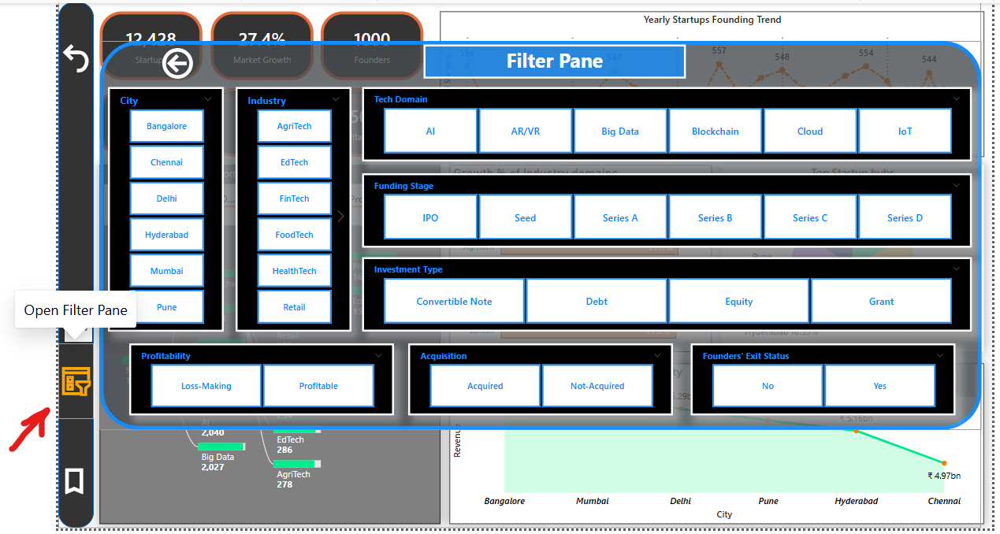 Yearly Startups Founding Trend
12,428
27.4%
1000
Startups
Market Growth
Founders
Filter Pane
554
547
557
548
554
544
City
Bangalore
Chennai
Delhi
Hyderabad
Mumbai
Pune
Industry
AgriTech
EdTech
FinTech
FoodTech
HealthTech
Retail
Tech Domain
AI
AR/VR
Big Data
Blockchain
Cloud
IoT
Growth % of Industry domains
Top Startup hubs
Funding Stage
IPO
Seed
Series A
Series B
Series C
Series D
AgriTech
Pune
Investment Type
Convertible Note
Debt
Equity
Grant
Open Filter Pane
Retail
EdTech
Hyderabad 16.55%
Profitability
Loss-Making
Profitable
Acquisition
Acquired
Not-Acquired
Founders' Exit Status
No
Yes
₹ 5.16bn
AI
2,040
Big Data
2,027
EdTech
286
AgriTech
278
Revenue
₹ 4.97bn
Bangalore
Mumbai
Delhi
Pune
Hyderabad
Chennai
City